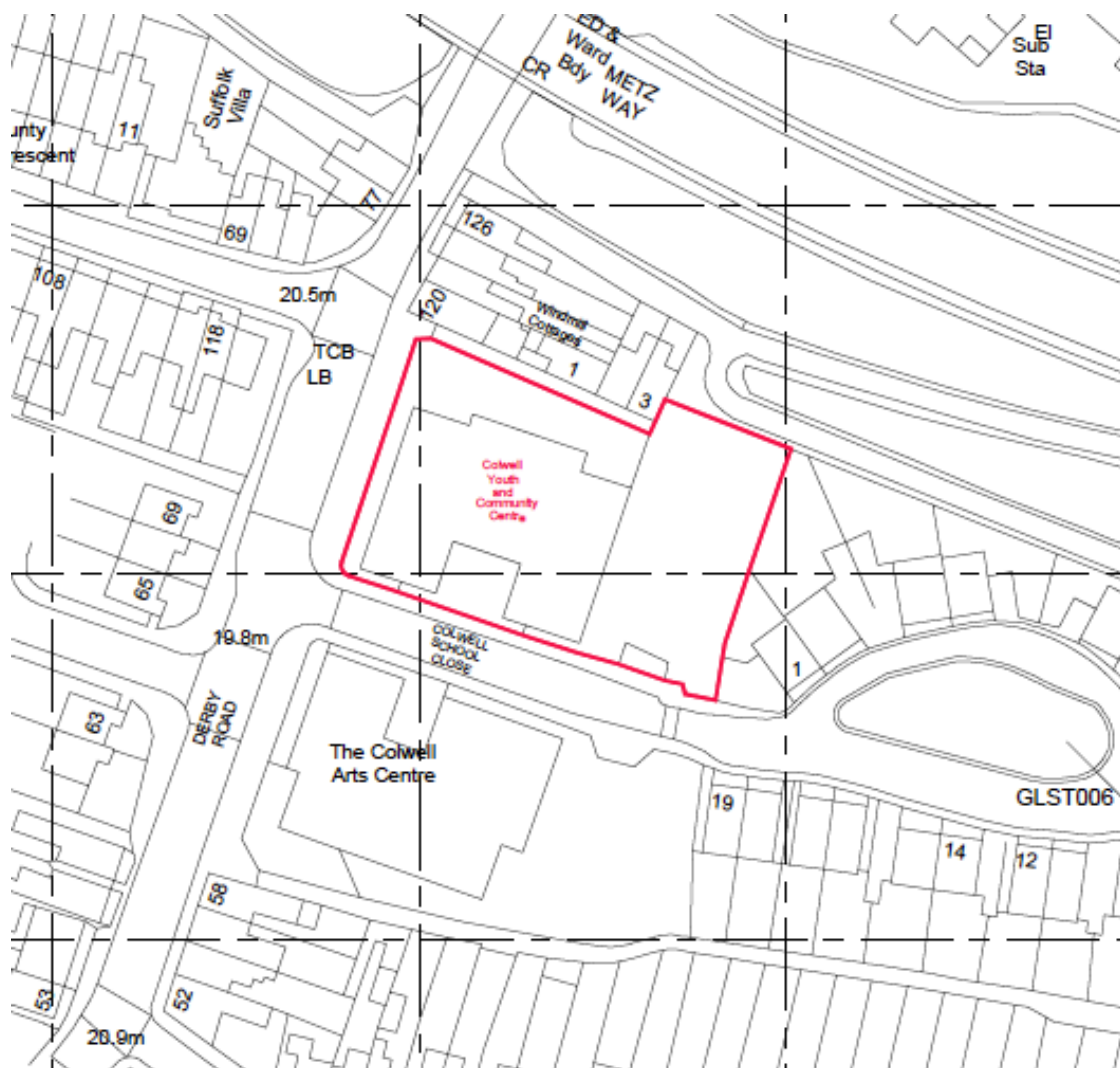 ED &
Ward
Bdy
CR
METZ
WAY
El
Sub
Sta
Suffolk
Villa
11
unty
rescent
77
69
126
108
20.5m
120
Windmill
Cottages
118
TCB
LB
1
3
Colwell
Youth
and
Community
Centre
69
65
19.8m
COLWELL
SCHOOL
CLOSE
1
63
DERBY
ROAD
The Colwell
Arts Centre
GLST006
19
14
12
58
53
52
20.9m